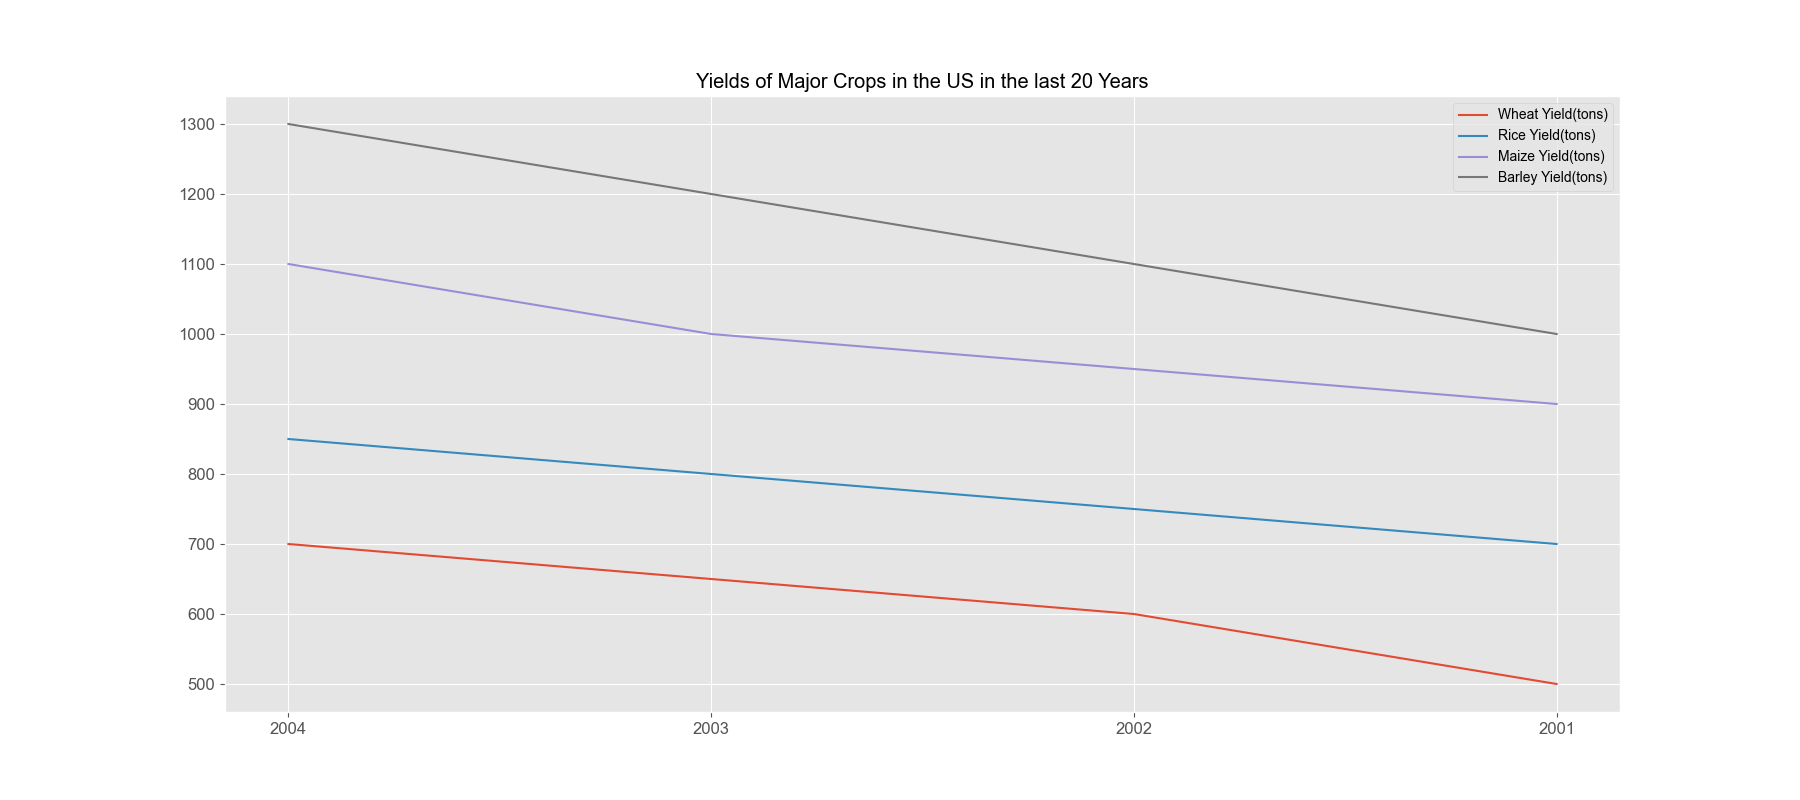 Yields of Major Crops in the US in the last 20 Years
Wheat Yield(tons)
Rice Yield(tons)
Maize Yield(tons)
Barley Yield(tons)
1300
1200
1100
1000
900
800
700
600
500
2004 2003 2002 2001